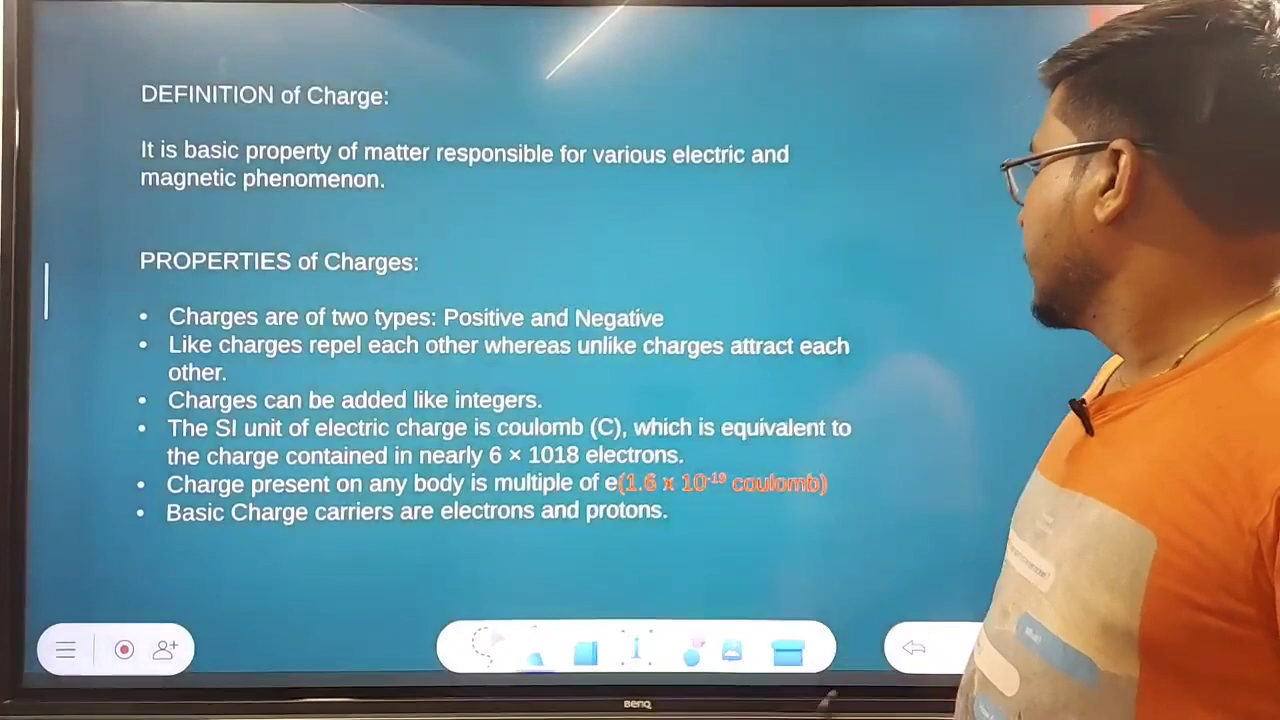 DEFINITION of Charge:
It is basic property of matter responsible for various electric and
magnetic phenomenon.
PROPERTIES of Charges:
• Charges are of two types: Positive and Negative
• Like charges repel each other whereas unlike charges attract each
other.
• Charges can be added like integers.
• The SI unit of electric charge is coulomb (C), which is equivalent to
the charge contained in nearly 6 × 1018 electrons.
• Charge present on any body is multiple of e(1.6 x 10⁻¹⁹ coulomb)
• Basic Charge carriers are electrons and protons.
BenQ